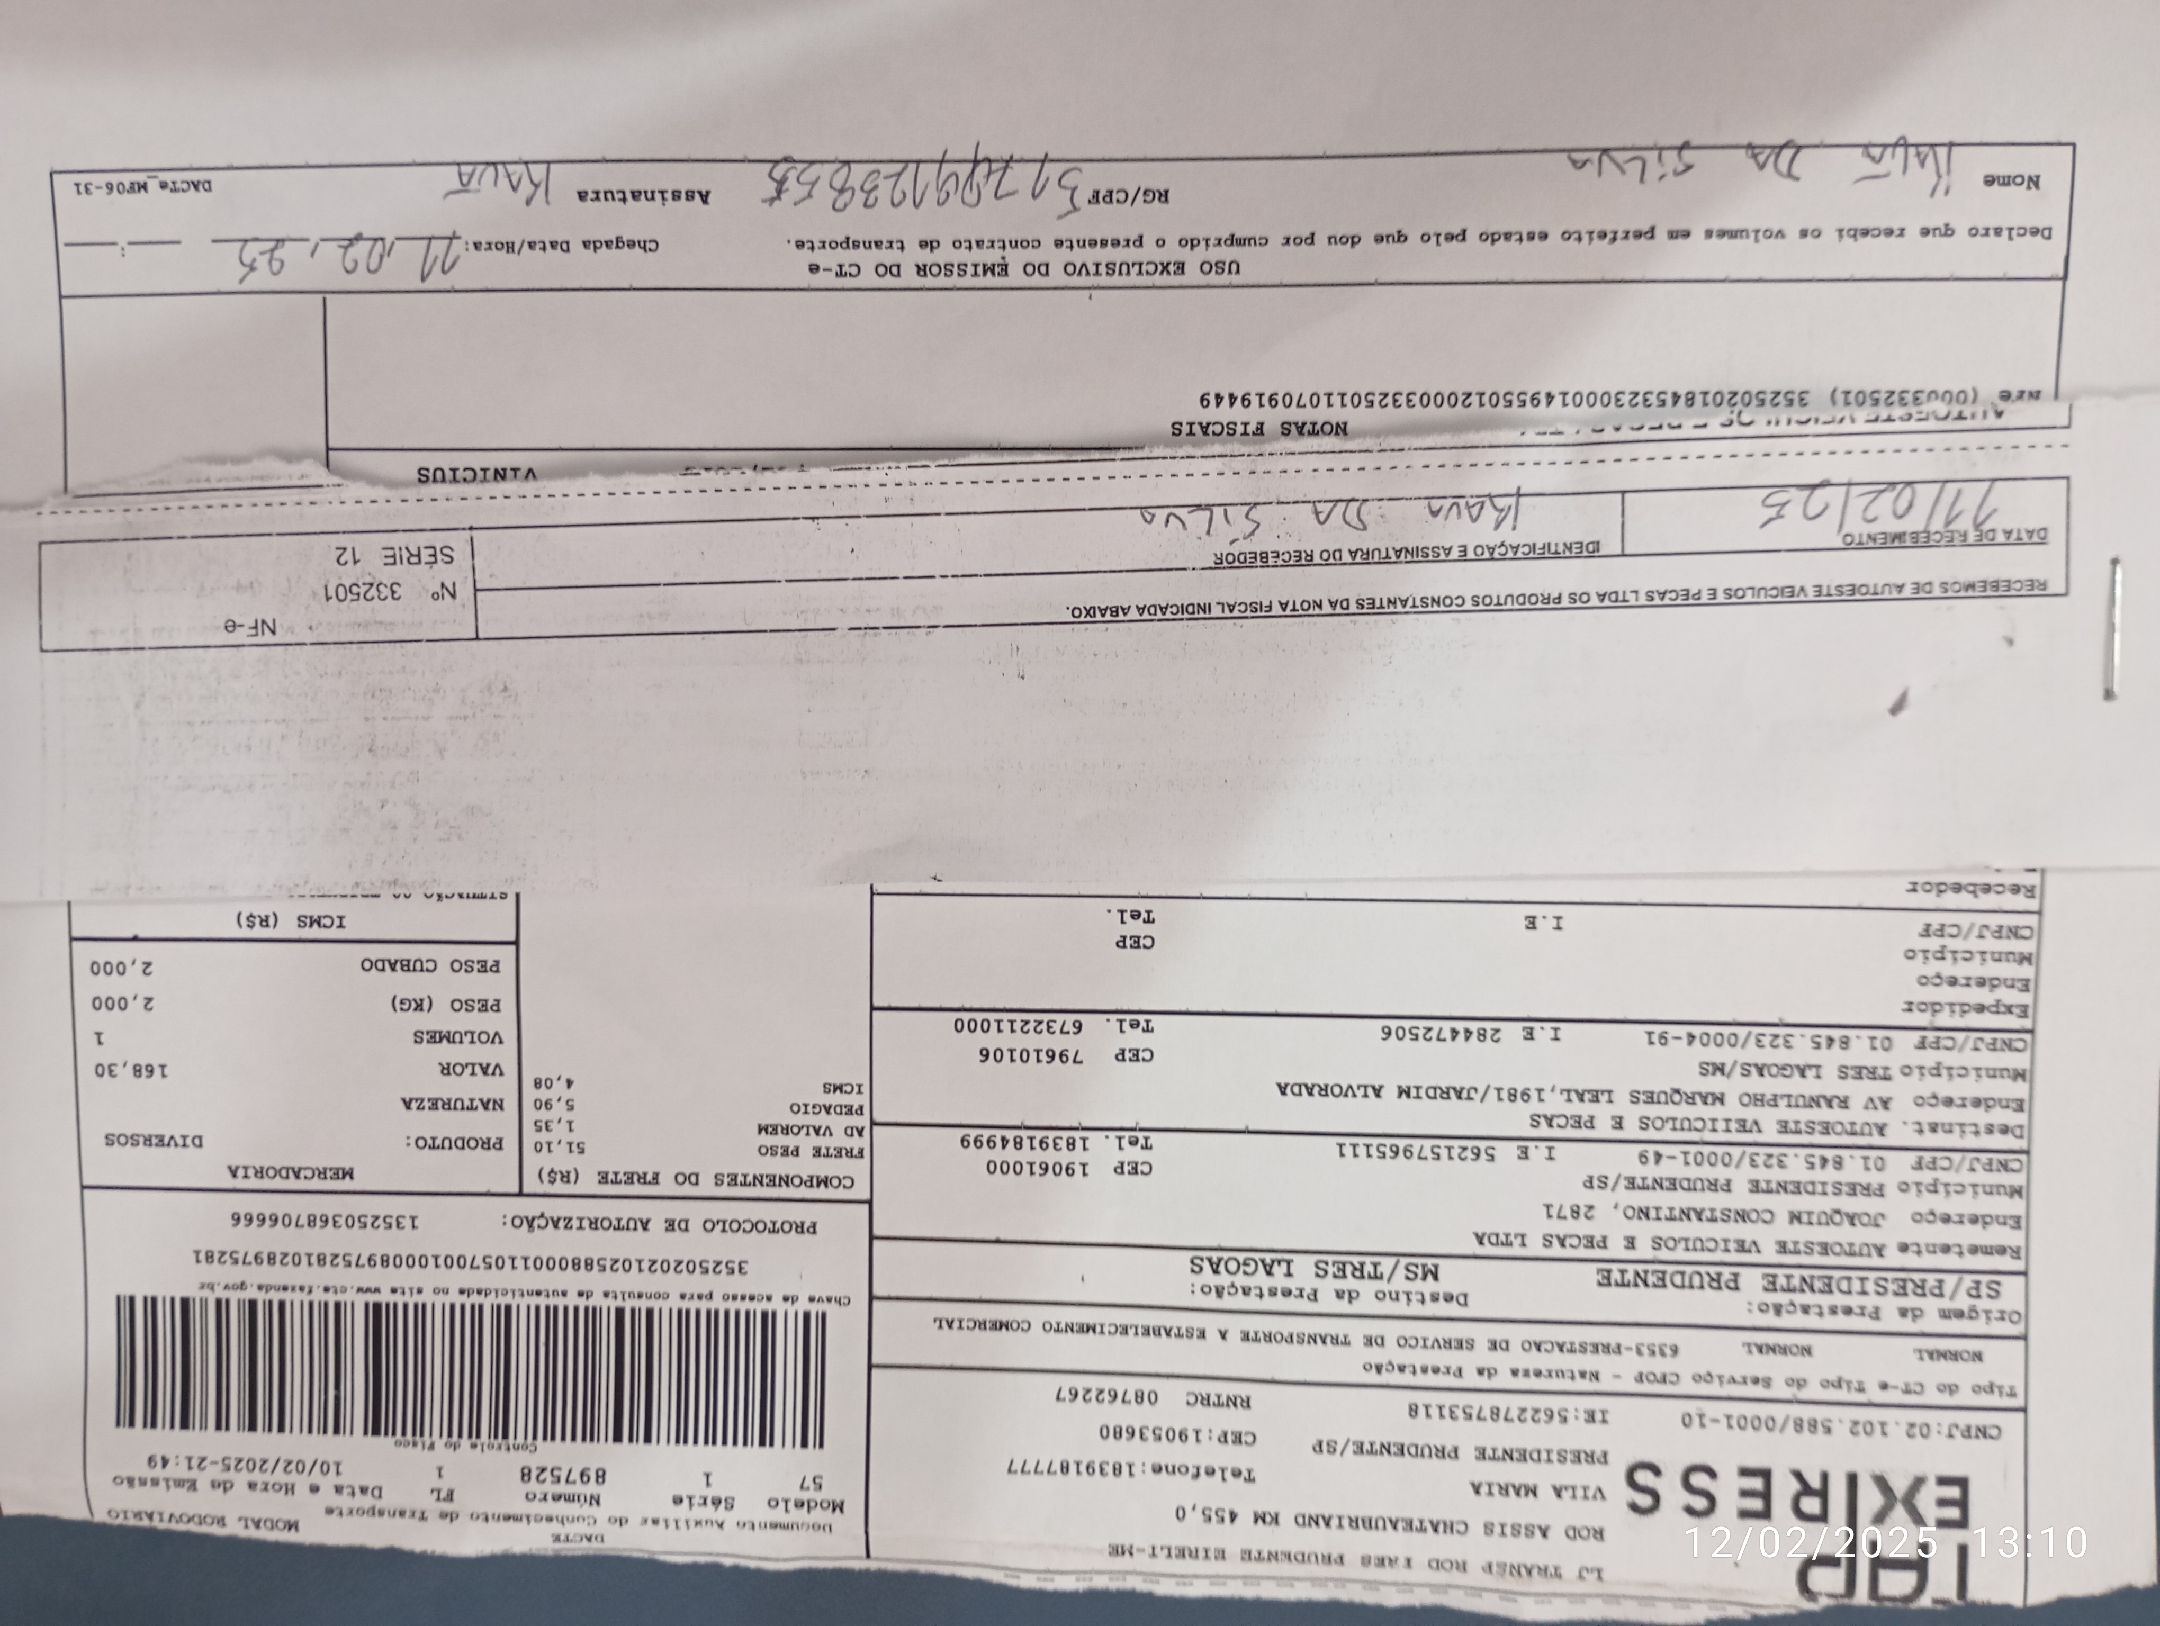 LJ TRANSP ROD PRES PRUDENTE EIRELI-ME
ROD ASSIS CHATEAUBRIAND KM 455,0
VILA MARIA Telefone:1839187777
PRESIDENTE PRUDENTE/SP CEP:19053680
CNPJ:02.102.588/0001-10 IE:562278753118 RNTRC 08762267
Tipo do CT-e Tipo do Serviço CFOP - Natureza da Prestação
NORMAL NORMAL 6353-PRESTACAO DE SERVICO DE TRANSPORTE A ESTABELECIMENTO COMERCIAL
Origem da Prestação: Destino da Prestação:
SP/PRESIDENTE PRUDENTE MS/TRES LAGOAS
Remetente AUTOESTE VEICULOS E PECAS LTDA
Endereço JOAQUIM CONSTANTINO, 2871
Município PRESIDENTE PRUDENTE/SP CEP 19061000
CNPJ/CPF 01.845.323/0001-49 I.E 562157965111 Tel. 1839184999
Destinat. AUTOESTE VEIICULOS E PECAS
Endereço AV RANULPHO MARQUES LEAL,1981/JARDIM ALVORADA
Município TRES LAGOAS/MS CEP 79610106
CNPJ/CPF 01.845.323/0004-91 I.E 284472506 Tel. 6732211000
Expedidor
Endereço
Município CEP
CNPJ/CPF I.E Tel.
Recebedor
DACTE
Documento Auxiliar do Conhecimento de Transporte MODAL RODOVIÁRIO
Modelo Série Número FL Data e Hora de Emissão
57 1 897528 1 10/02/2025-21:49
Controle do Fisco
Chave de acesso para consulta de autenticidade no site www.cte.fazenda.gov.br
35250202102588000110570010008975281028975281
PROTOCOLO DE AUTORIZAÇÃO: 135250368706666
COMPONENTES DO FRETE (R$)
FRETE PESO 51,10
AD VALOREM 1,35
PEDAGIO 5,90
ICMS 4,08
MERCADORIA
PRODUTO: DIVERSOS
NATUREZA
VALOR 168,30
VOLUMES 1
PESO (KG) 2,000
PESO CUBADO 2,000
ICMS (R$)
RECEBEMOS DE AUTOESTE VEICULOS E PECAS LTDA OS PRODUTOS CONSTANTES DA NOTA FISCAL INDICADA ABAIXO.
DATA DE RECEBIMENTO
11/02/25
IDENTIFICAÇÃO E ASSINATURA DO RECEBEDOR
KAUA DA SILVA
NF-e
Nº 332501
SÉRIE 12
VINICIUS
NOTAS FISCAIS
NFe (000332501) 35250201845323000149550120003325011070919449
USO EXCLUSIVO DO EMISSOR DO CT-e
Declaro que recebi os volumes em perfeito estado pelo que dou por cumprido o presente contrato de transporte. Chegada Data/Hora: 11.02.25 __:__
Nome KAUÃ DA SILVA RG/CPF Assinatura KAUÃ
DACTe_MF06-31
12/02/2025 13:10